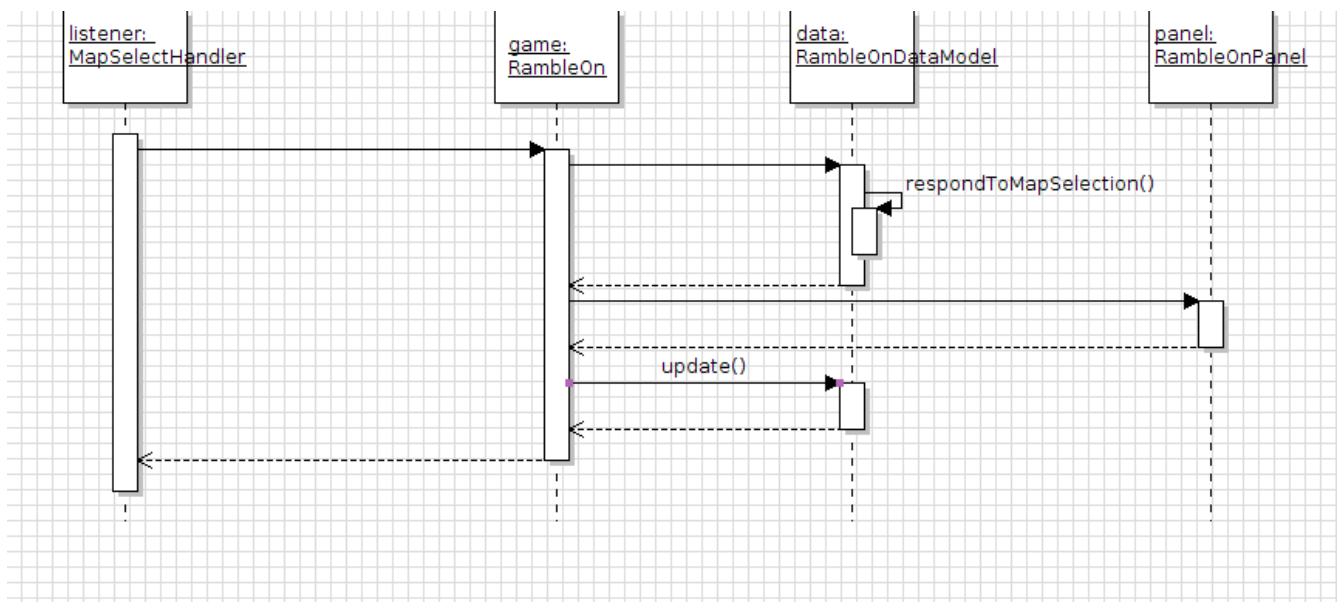 listener:
MapSelectHandler
game:
RambleOn
data:
RambleOnDataModel
panel:
RambleOnPanel
respondToMapSelection()
update()